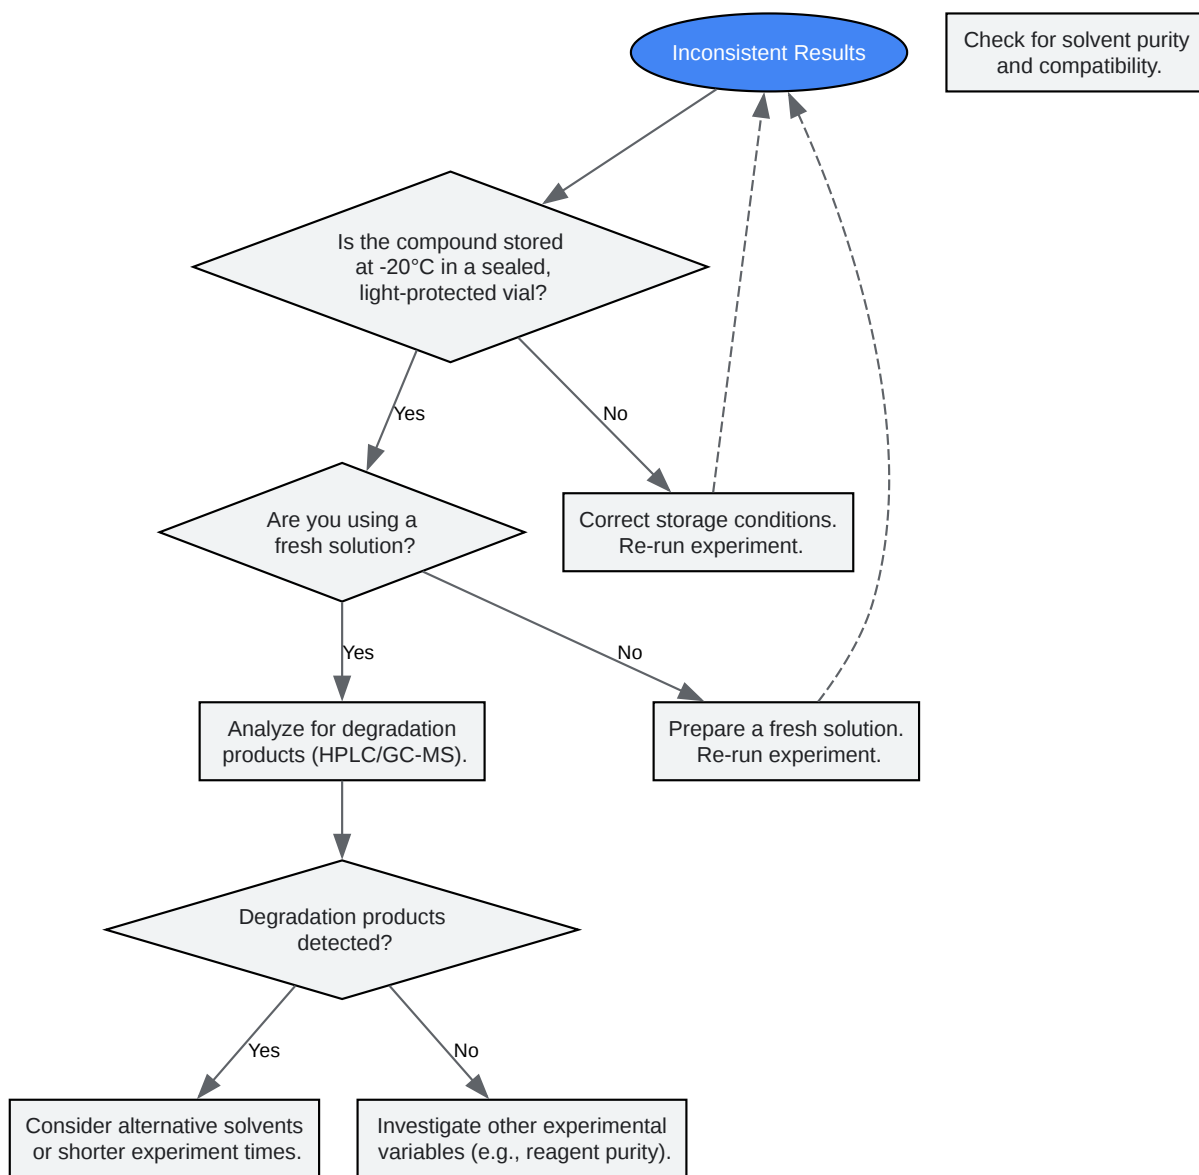 Inconsistent Results
Check for solvent purity
and compatibility.
Is the compound stored
at -20°C in a sealed,
light-protected vial?
Yes
No
Are you using a
fresh solution?
Correct storage conditions.
Re-run experiment.
Yes
No
Analyze for degradation
products (HPLC/GC-MS).
Prepare a fresh solution.
Re-run experiment.
Degradation products
detected?
Yes
No
Consider alternative solvents
or shorter experiment times.
Investigate other experimental
variables (e.g., reagent purity).